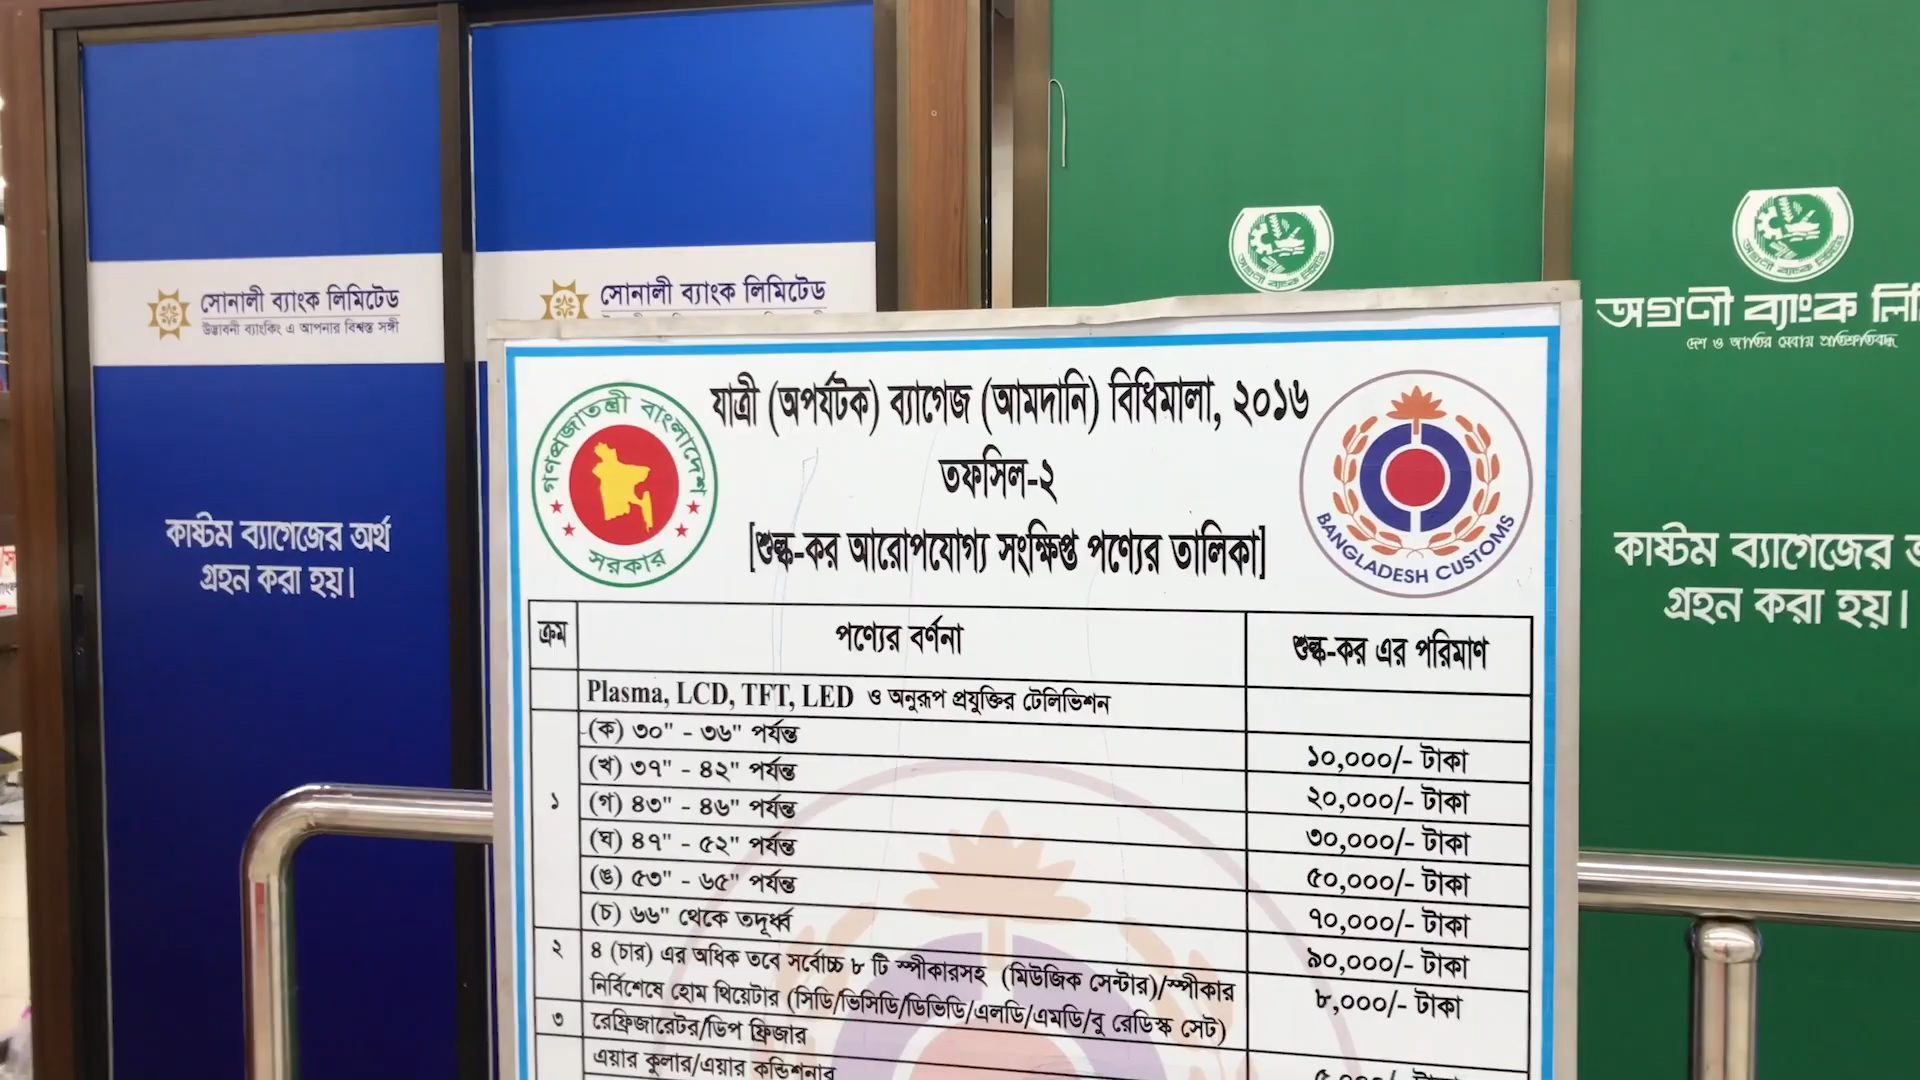 সোনালী ব্যাংক লিমিটেড
উদ্ভাবনী ব্যাংকিং এ আপনার বিশ্বস্ত সঙ্গী
কাষ্টম ব্যাগেজের অর্থ
গ্রহন করা হয়।
সোনালী ব্যাংক লিমিটেড
অগ্রণী ব্যাংক
দেশ ও জাতির সেবায় প্রতিশ্রুতিবদ্ধ
কাষ্টম ব্যাগেজের
গ্রহন করা হয়।
গণপ্রজাতন্ত্রী বাংলাদেশ
সরকার
যাত্রী (অপর্যটক) ব্যাগেজ (আমদানি) বিধিমালা, ২০১৬
তফসিল-২
[শুল্ক-কর আরোপযোগ্য সংক্ষিপ্ত পণ্যের তালিকা]
BANGLADESH CUSTOMS
ক্রম পণ্যের বর্ণনা শুল্ক-কর এর পরিমাণ
Plasma, LCD, TFT, LED ও অনুরূপ প্রযুক্তির টেলিভিশন
১
(ক) ৩০" - ৩৬" পর্যন্ত ১০,০০০/- টাকা
(খ) ৩৭" - ৪২" পর্যন্ত ২০,০০০/- টাকা
(গ) ৪৩" - ৪৬" পর্যন্ত ৩০,০০০/- টাকা
(ঘ) ৪৭" - ৫২" পর্যন্ত ৫০,০০০/- টাকা
(ঙ) ৫৩" - ৬৫" পর্যন্ত ৭০,০০০/- টাকা
(চ) ৬৬" থেকে তদূর্ধ্ব ৯০,০০০/- টাকা
২ ৪ (চার) এর অধিক তবে সর্বোচ্চ ৮ টি স্পীকারসহ (মিউজিক সেন্টার)/স্পীকার ৮,০০০/- টাকা
নির্বিশেষে হোম থিয়েটার (সিডি/ভিসিডি/ডিভিডি/এলডি/এমডি/বু রেডিস্ক সেট)
৩ রেফ্রিজারেটর/ডিপ ফ্রিজার
এয়ার কুলার/এয়ার কন্ডিশনার